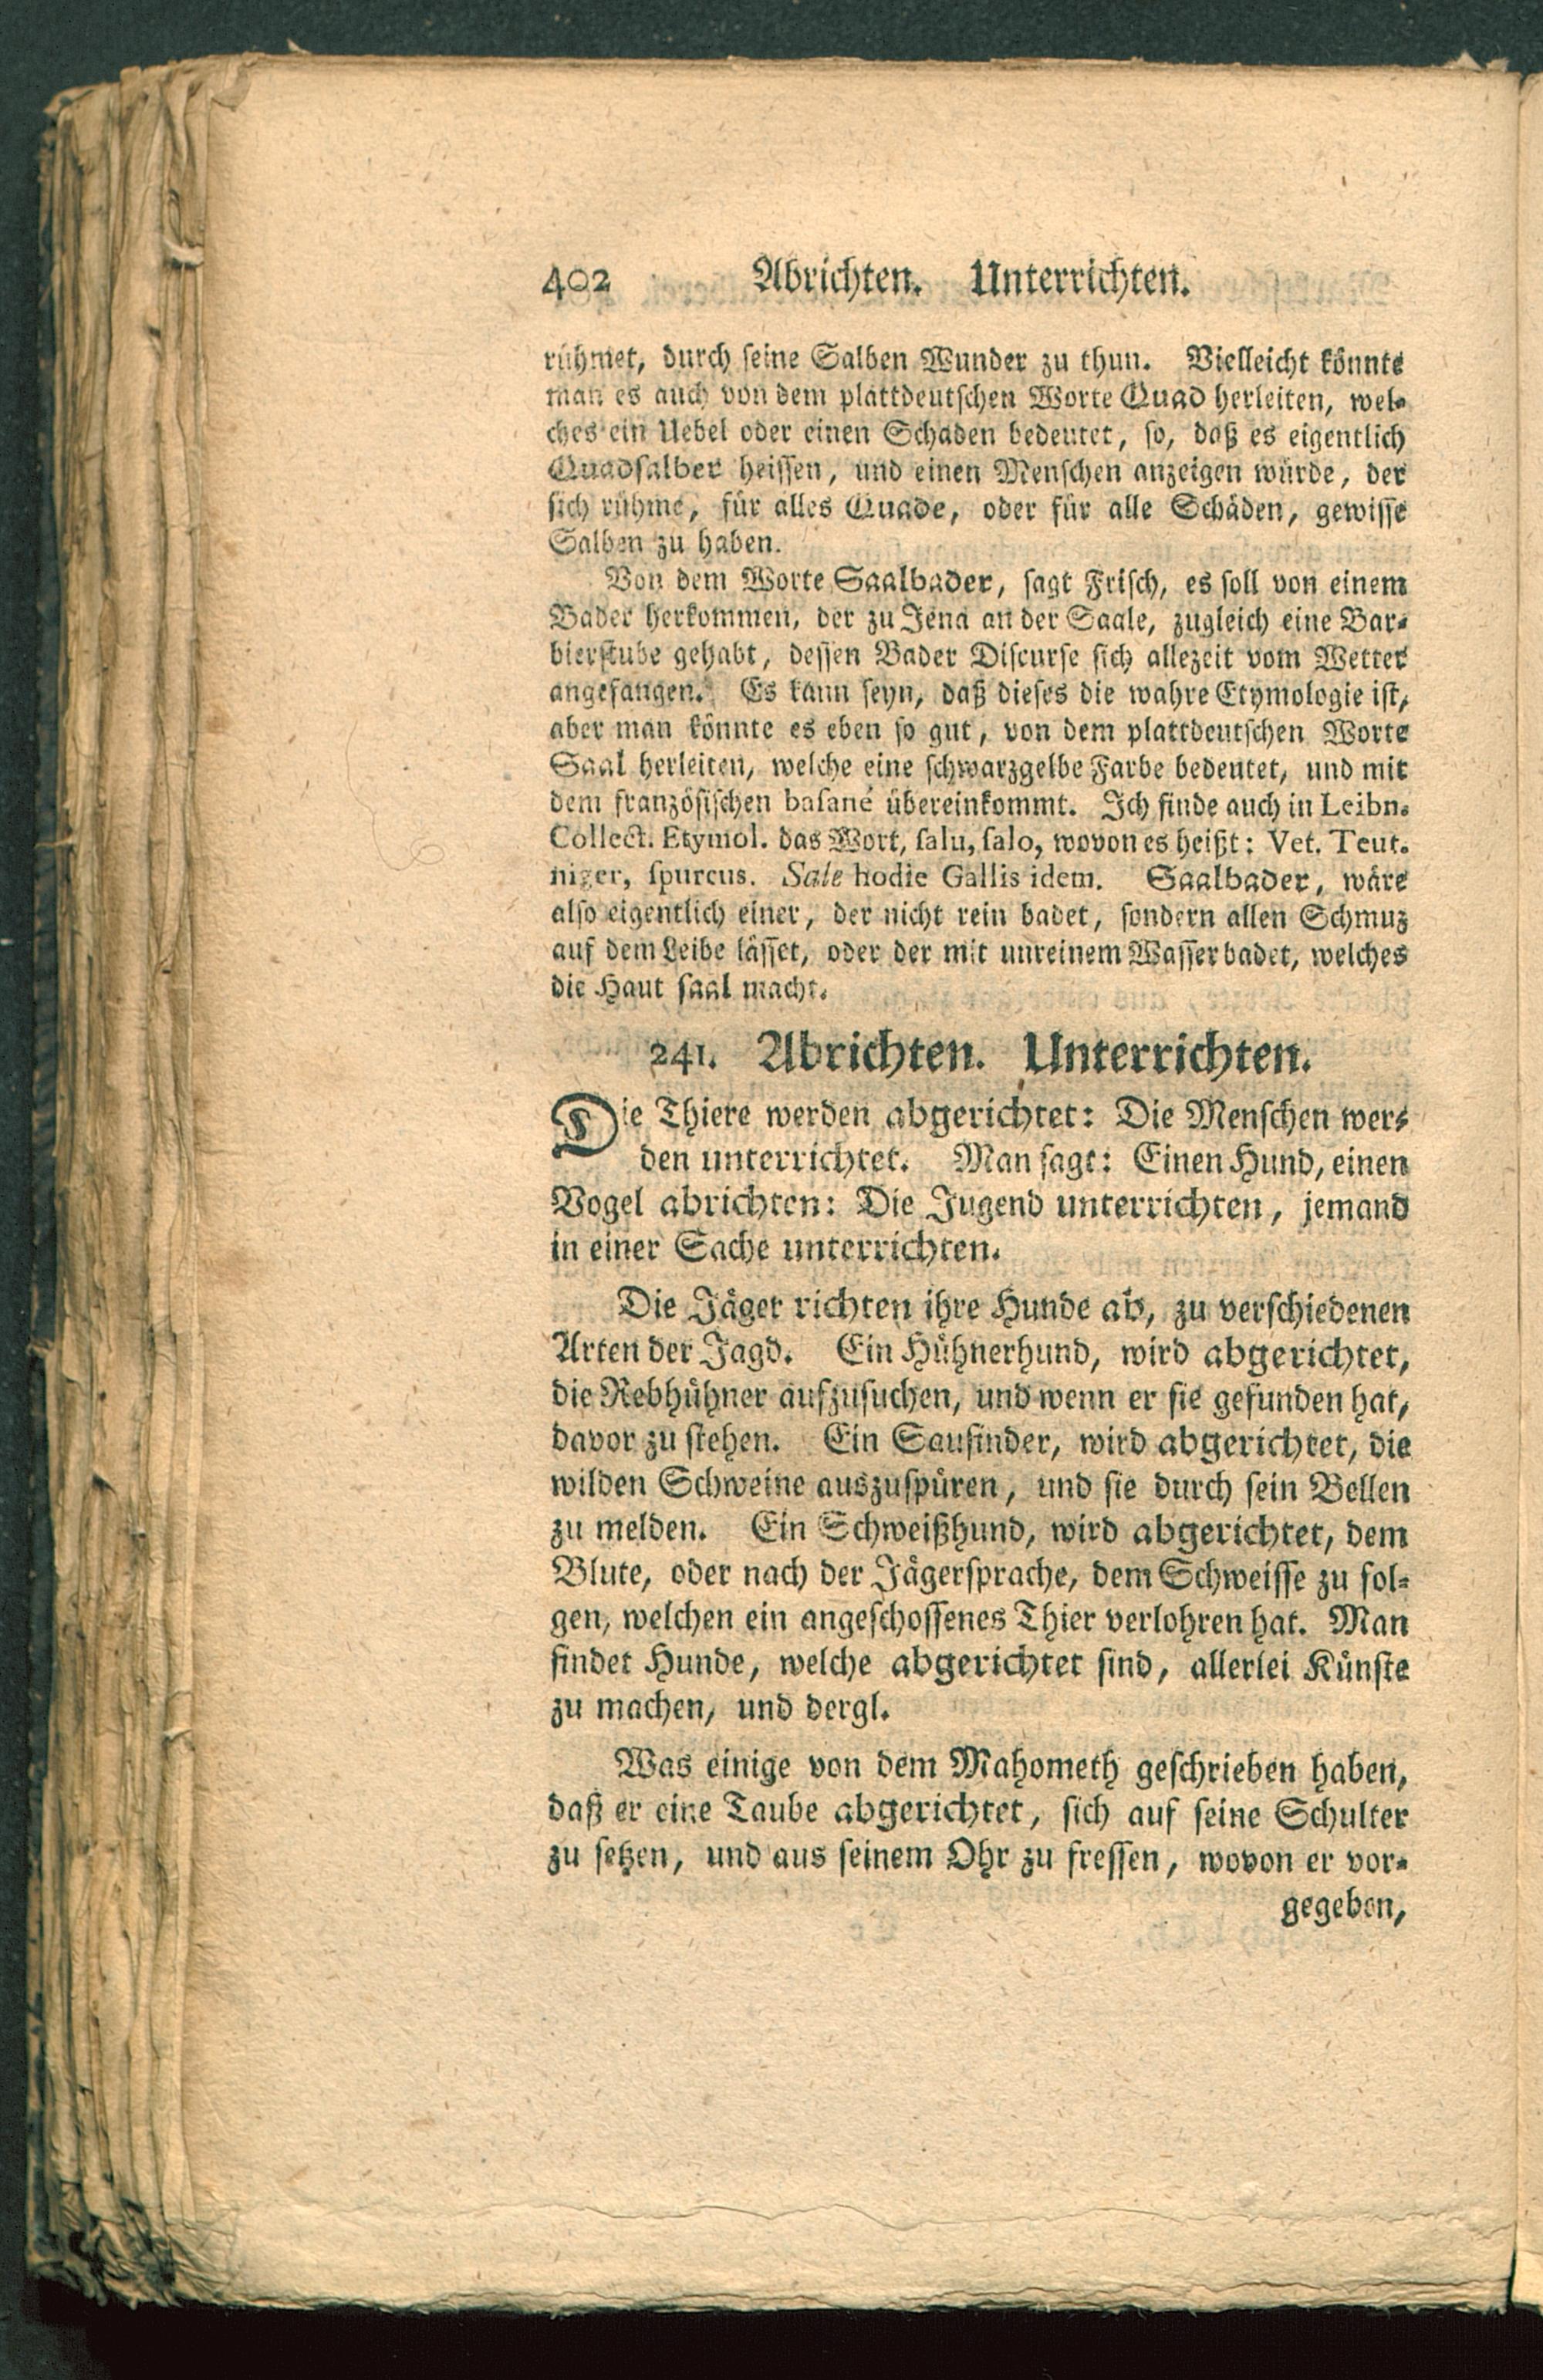 402 Abrichten. Unterrichten.
rühmet, durch seine Salben Wunder zu thun. Vielleicht könnte
man es auch von dem plattdeutschen Worte Quad herleiten, wel-
ches ein Uebel oder einen Schaden bedeutet, so, daß es eigentlich
Quadsalber heissen, und einen Menschen anzeigen würde, der
sich rühme, für alles Quade, oder für alle Schäden, gewisse
Salben zu haben.
Von dem Worte Saalbader, sagt Frisch, es soll von einem
Bader herkommen, der zu Jena an der Saale, zugleich eine Bar-
bierstube gehabt, dessen Bader Discurse sich allezeit vom Wetter
angefangen. Es kann seyn, daß dieses die wahre Etymologie ist,
aber man könnte es eben so gut, von dem plattdeutschen Worte
Saal herleiten, welche eine schwarzgelbe Farbe bedeutet, und mit
dem französischen basané übereinkommt. Ich finde auch in Leibn.
Collect. Etymol. das Wort, salu, salo, wovon es heißt: Vet. Teut.
niger, spurcus. Sale hodie Gallis idem. Saalbader, wäre
also eigentlich einer, der nicht rein badet, sondern allen Schmuz
auf dem Leibe lässet, oder der mit unreinem Wasser badet, welches
die Haut saal macht.
241. Abrichten. Unterrichten.
Die Thiere werden abgerichtet: Die Menschen wer-
den unterrichtet. Man sagt: Einen Hund, einen
Vogel abrichten: Die Jugend unterrichten, jemand
in einer Sache unterrichten.
Die Jäger richten ihre Hunde ab, zu verschiedenen
Arten der Jagd. Ein Hühnerhund, wird abgerichtet,
die Rebhühner aufzusuchen, und wenn er sie gefunden hat,
davor zu stehen. Ein Saufinder, wird abgerichtet, die
wilden Schweine auszuspüren, und sie durch sein Bellen
zu melden. Ein Schweißhund, wird abgerichtet, dem
Blute, oder nach der Jägersprache, dem Schweisse zu fol-
gen, welchen ein angeschossenes Thier verlohren hat. Man
findet Hunde, welche abgerichtet sind, allerlei Künste
zu machen, und dergl.
Was einige von dem Mahometh geschrieben haben,
daß er eine Taube abgerichtet, sich auf seine Schulter
zu setzen, und aus seinem Ohr zu fressen, wovon er vor-
gegeben,